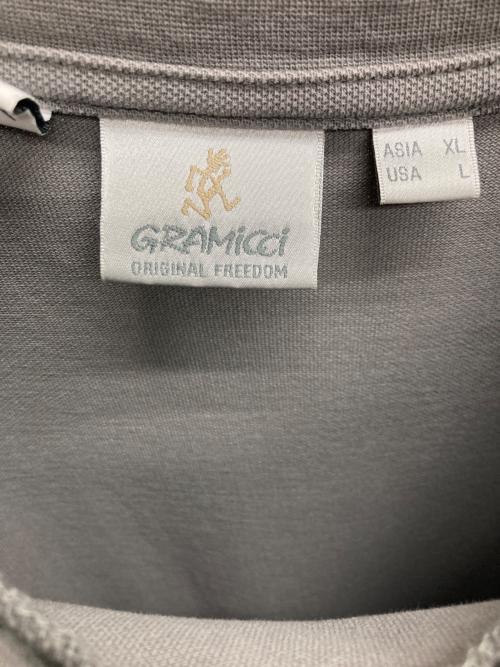 GRAMiCCi
ORIGINAL FREEDOM
ASIA XL
USA L